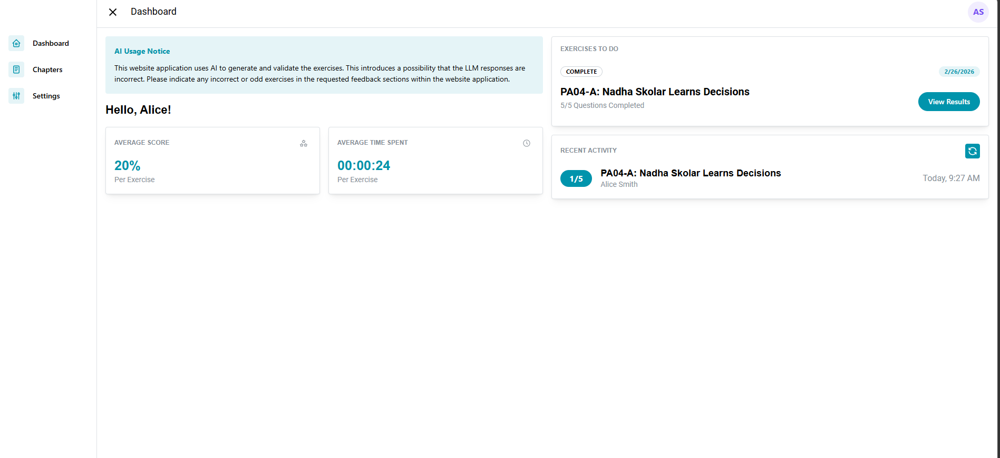 Dashboard
AS
Dashboard
Chapters
Settings
AI Usage Notice
This website application uses AI to generate and validate the exercises. This introduces a possibility that the LLM responses are
incorrect. Please indicate any incorrect or odd exercises in the requested feedback sections within the website application.
Hello, Alice!
AVERAGE SCORE
20%
Per Exercise
AVERAGE TIME SPENT
00:00:24
Per Exercise
EXERCISES TO DO
COMPLETE
2/26/2026
PA04-A: Nadha Skolar Learns Decisions
5/5 Questions Completed
View Results
RECENT ACTIVITY
1/5
PA04-A: Nadha Skolar Learns Decisions
Alice Smith
Today, 9:27 AM